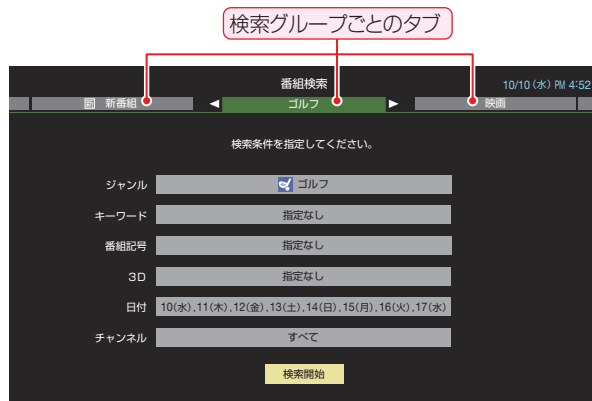 検索グループごとのタブ
番組検索
10/10(水) PM 4:52
新 新番組
ゴルフ
映画
検索条件を指定してください。
ジャンル ゴルフ
キーワード 指定なし
番組記号 指定なし
3D 指定なし
日付 10(水),11(木),12(金),13(土),14(日),15(月),16(火),17(水)
チャンネル すべて
検索開始